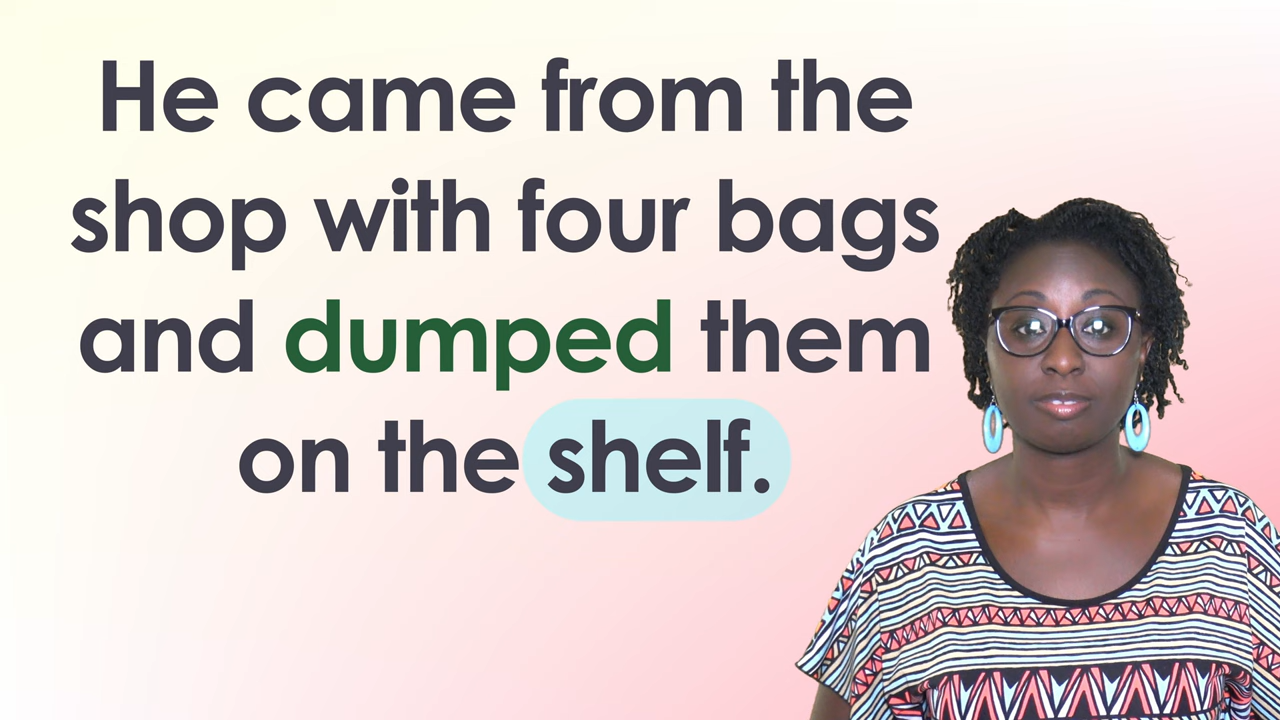 He came from the
shop with four bags
and dumped them
on the shelf.